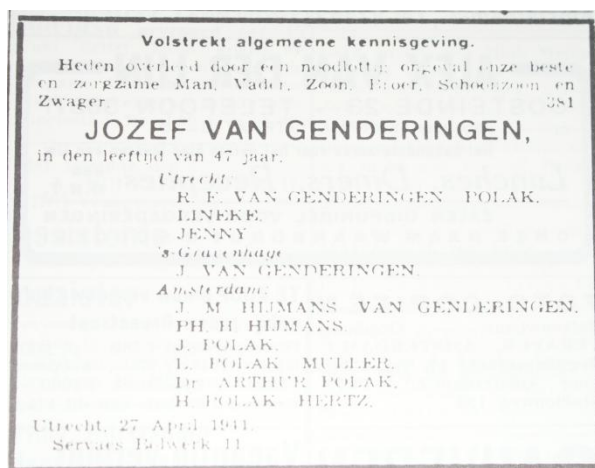 Volstrekt algemeene kennisgeving.
Heden overleed door een noodlottig ongeval onze beste
en zorgzame Man, Vader, Zoon, Broer, Schoonzoon en
Zwager. 381
JOZEF VAN GENDERINGEN,
in den leeftijd van 47 jaar.
Utrecht:
R. F. VAN GENDERINGEN POLAK.
LINEKE.
JENNY
's-Gravenhage
J. VAN GENDERINGEN.
Amsterdam:
J. M. HIJMANS VAN GENDERINGEN.
PH. H. HIJMANS.
J. POLAK.
L. POLAK MULLER.
Dr. ARTHUR POLAK.
H. POLAK HERTZ.
Utrecht, 27 April 1941.
Servaes Bolwerk 11